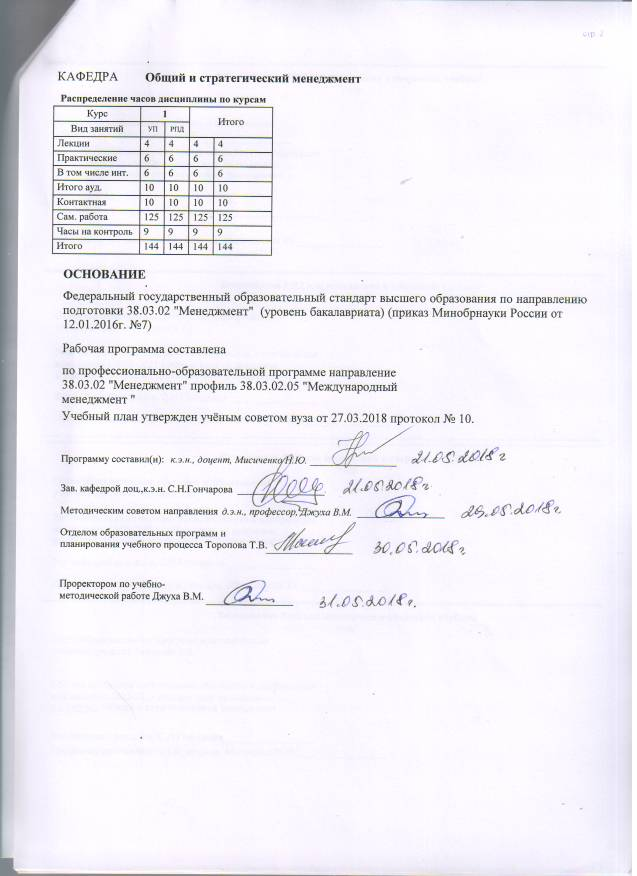 стр. 2
КАФЕДРА Общий и стратегический менеджмент
Распределение часов дисциплины по курсам
Курс 1 Итого
Вид занятий УП РПД
Лекции 4 4 4 4
Практические 6 6 6 6
В том числе инт. 6 6 6 6
Итого ауд. 10 10 10 10
Контактная 10 10 10 10
Сам. работа 125 125 125 125
Часы на контроль 9 9 9 9
Итого 144 144 144 144
ОСНОВАНИЕ
Федеральный государственный образовательный стандарт высшего образования по направлению
подготовки 38.03.02 "Менеджмент" (уровень бакалавриата) (приказ Минобрнауки России от
12.01.2016г. №7)
Рабочая программа составлена
по профессионально-образовательной программе направление
38.03.02 "Менеджмент" профиль 38.03.02.05 "Международный
менеджмент "
Учебный план утвержден учёным советом вуза от 27.03.2018 протокол № 10.
Программу составил(и): к.э.н., доцент, Мисиченко Н.Ю. 21.05.2018 г
Зав. кафедрой доц.,к.э.н. С.Н.Гончарова 21.05.2018 г.
Методическим советом направления д.э.н., профессор, Джуха В.М. 29.05.2018 г.
Отделом образовательных программ и
планирования учебного процесса Торопова Т.В. 30.05.2018 г.
Проректором по учебно-
методической работе Джуха В.М. 31.05.2018 г.